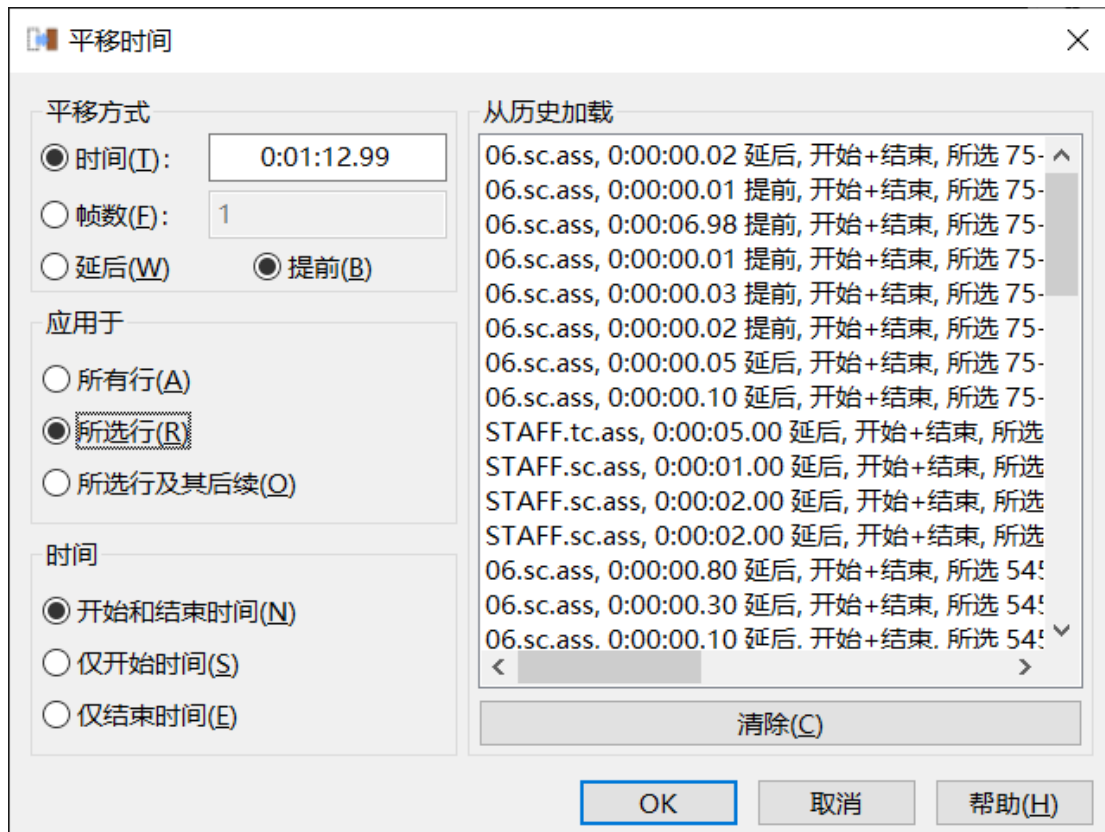 平移时间
平移方式
时间(T): 0:01:12.99
帧数(F): 1
延后(W) 提前(B)
应用于
所有行(A)
所选行(R)
所选行及其后续(O)
时间
开始和结束时间(N)
仅开始时间(S)
仅结束时间(E)
从历史加载
06.sc.ass, 0:00:00.02 延后, 开始+结束, 所选 75-
06.sc.ass, 0:00:00.01 提前, 开始+结束, 所选 75-
06.sc.ass, 0:00:06.98 提前, 开始+结束, 所选 75-
06.sc.ass, 0:00:00.01 提前, 开始+结束, 所选 75-
06.sc.ass, 0:00:00.03 提前, 开始+结束, 所选 75-
06.sc.ass, 0:00:00.02 提前, 开始+结束, 所选 75-
06.sc.ass, 0:00:00.05 延后, 开始+结束, 所选 75-
06.sc.ass, 0:00:00.10 延后, 开始+结束, 所选 75-
STAFF.tc.ass, 0:00:05.00 延后, 开始+结束, 所选
STAFF.sc.ass, 0:00:01.00 延后, 开始+结束, 所选
STAFF.sc.ass, 0:00:02.00 延后, 开始+结束, 所选
STAFF.sc.ass, 0:00:02.00 延后, 开始+结束, 所选
06.sc.ass, 0:00:00.80 延后, 开始+结束, 所选 545
06.sc.ass, 0:00:00.30 延后, 开始+结束, 所选 545
06.sc.ass, 0:00:00.10 延后, 开始+结束, 所选 545
清除(C)
OK 取消 帮助(H)